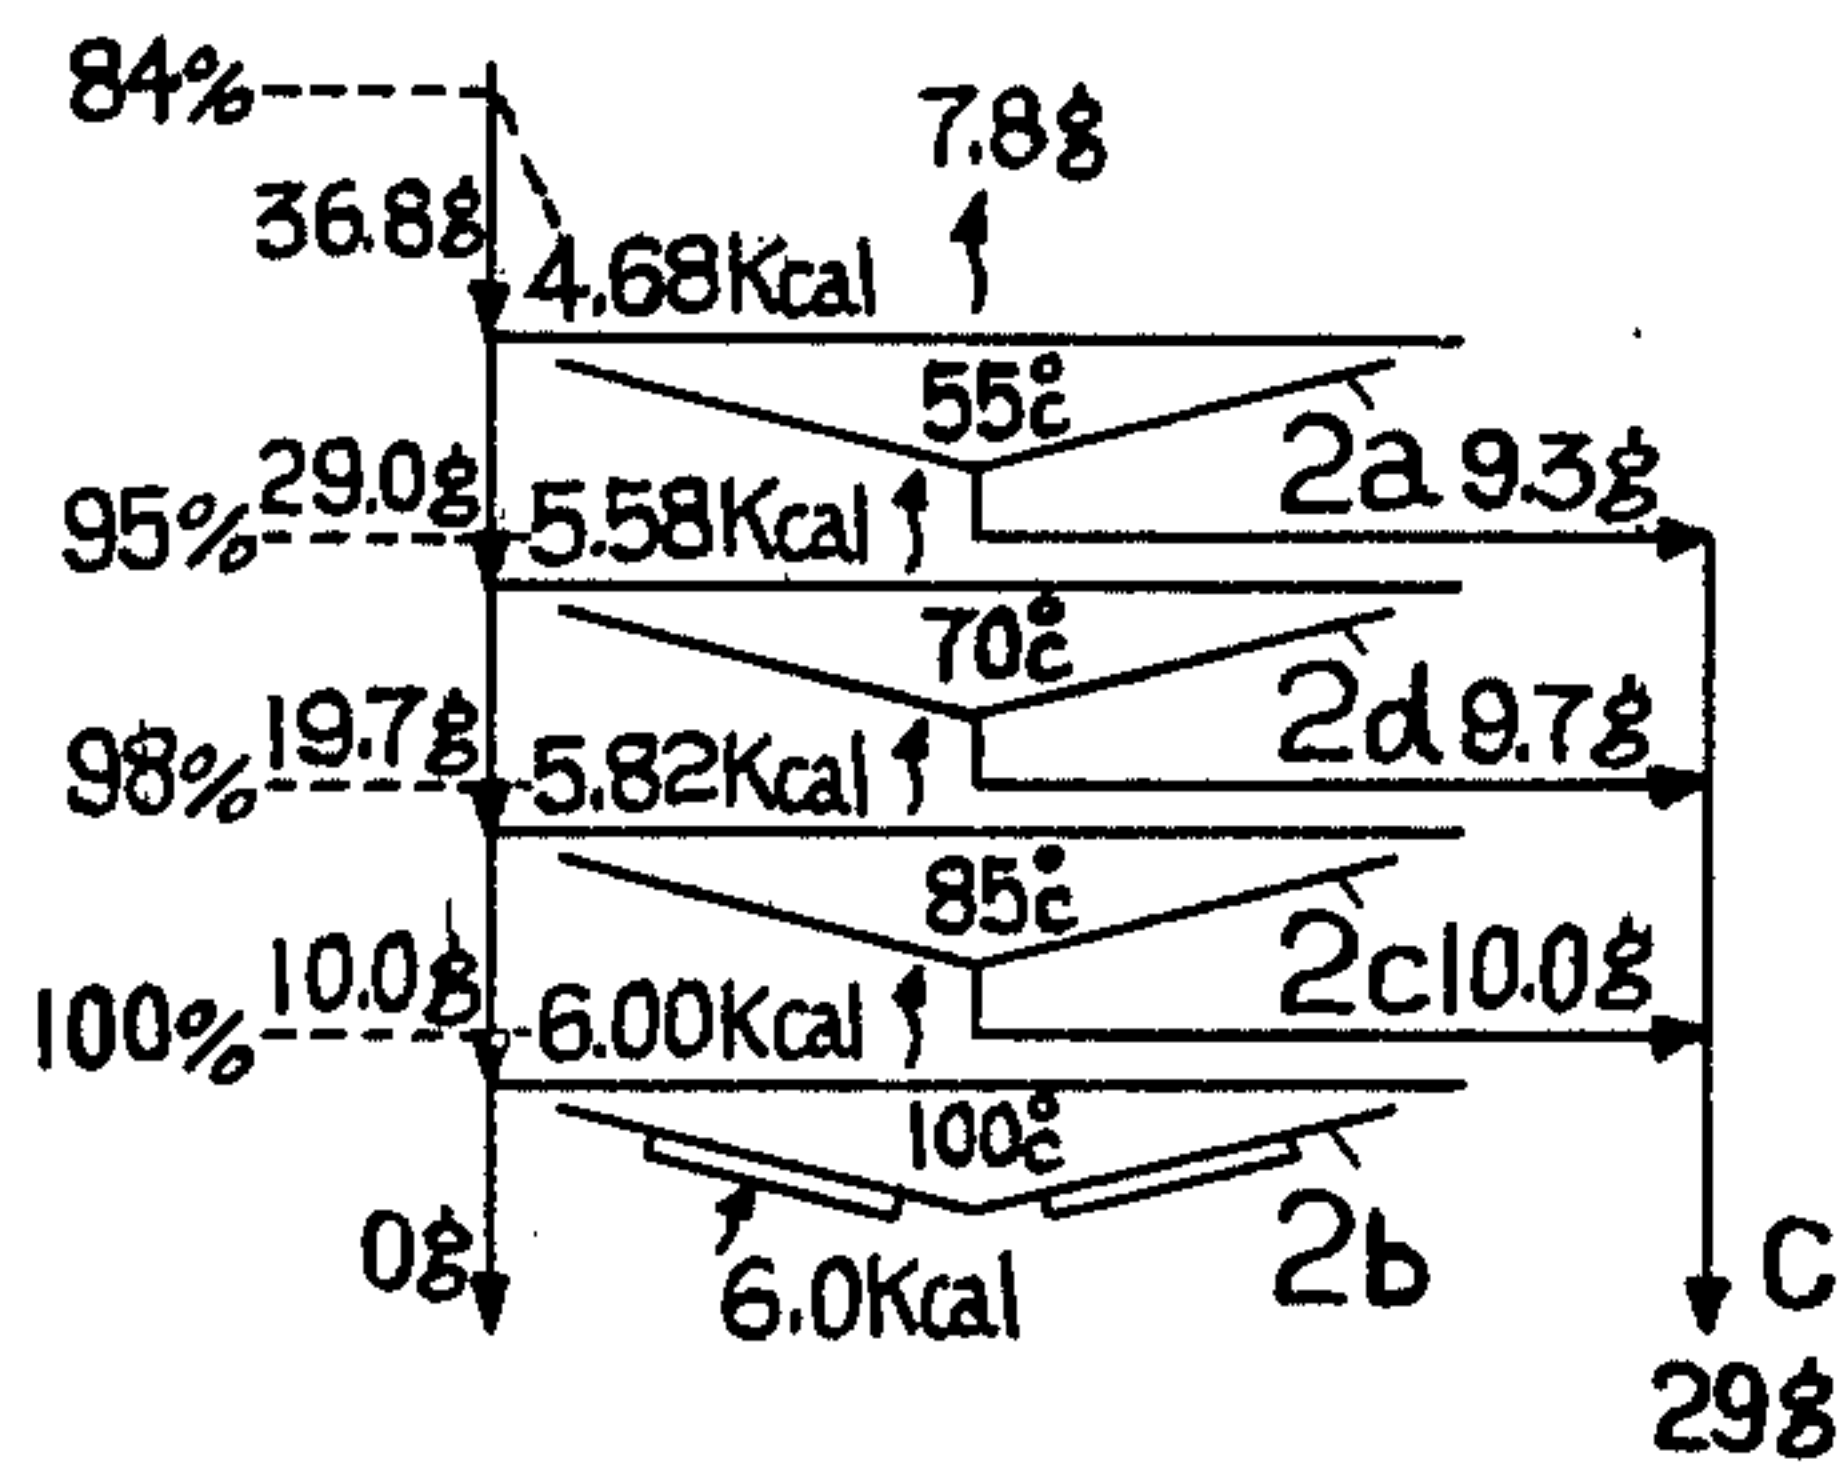 84%
7.8g
36.8g
4.68Kcal
55°c
2a 9.3g
29.0g
95%
5.58Kcal
70°c
2d 9.7g
19.7g
98%
5.82Kcal
85°c
2c 10.0g
10.0g
100%
6.00Kcal
100°c
0g
6.0Kcal
2b
C
29g